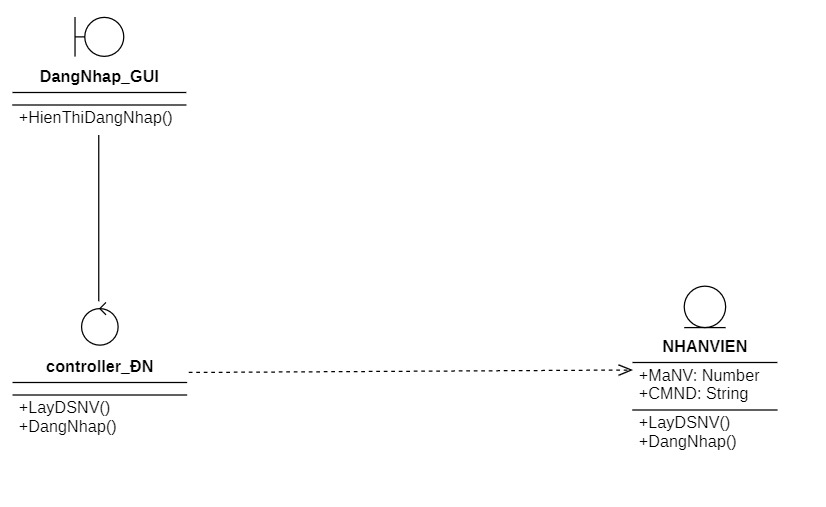 DangNhap_GUI
+HienThiDangNhap()
controller_ĐN
+LayDSNV()
+DangNhap()
NHANVIEN
+MaNV: Number
+CMND: String
+LayDSNV()
+DangNhap()